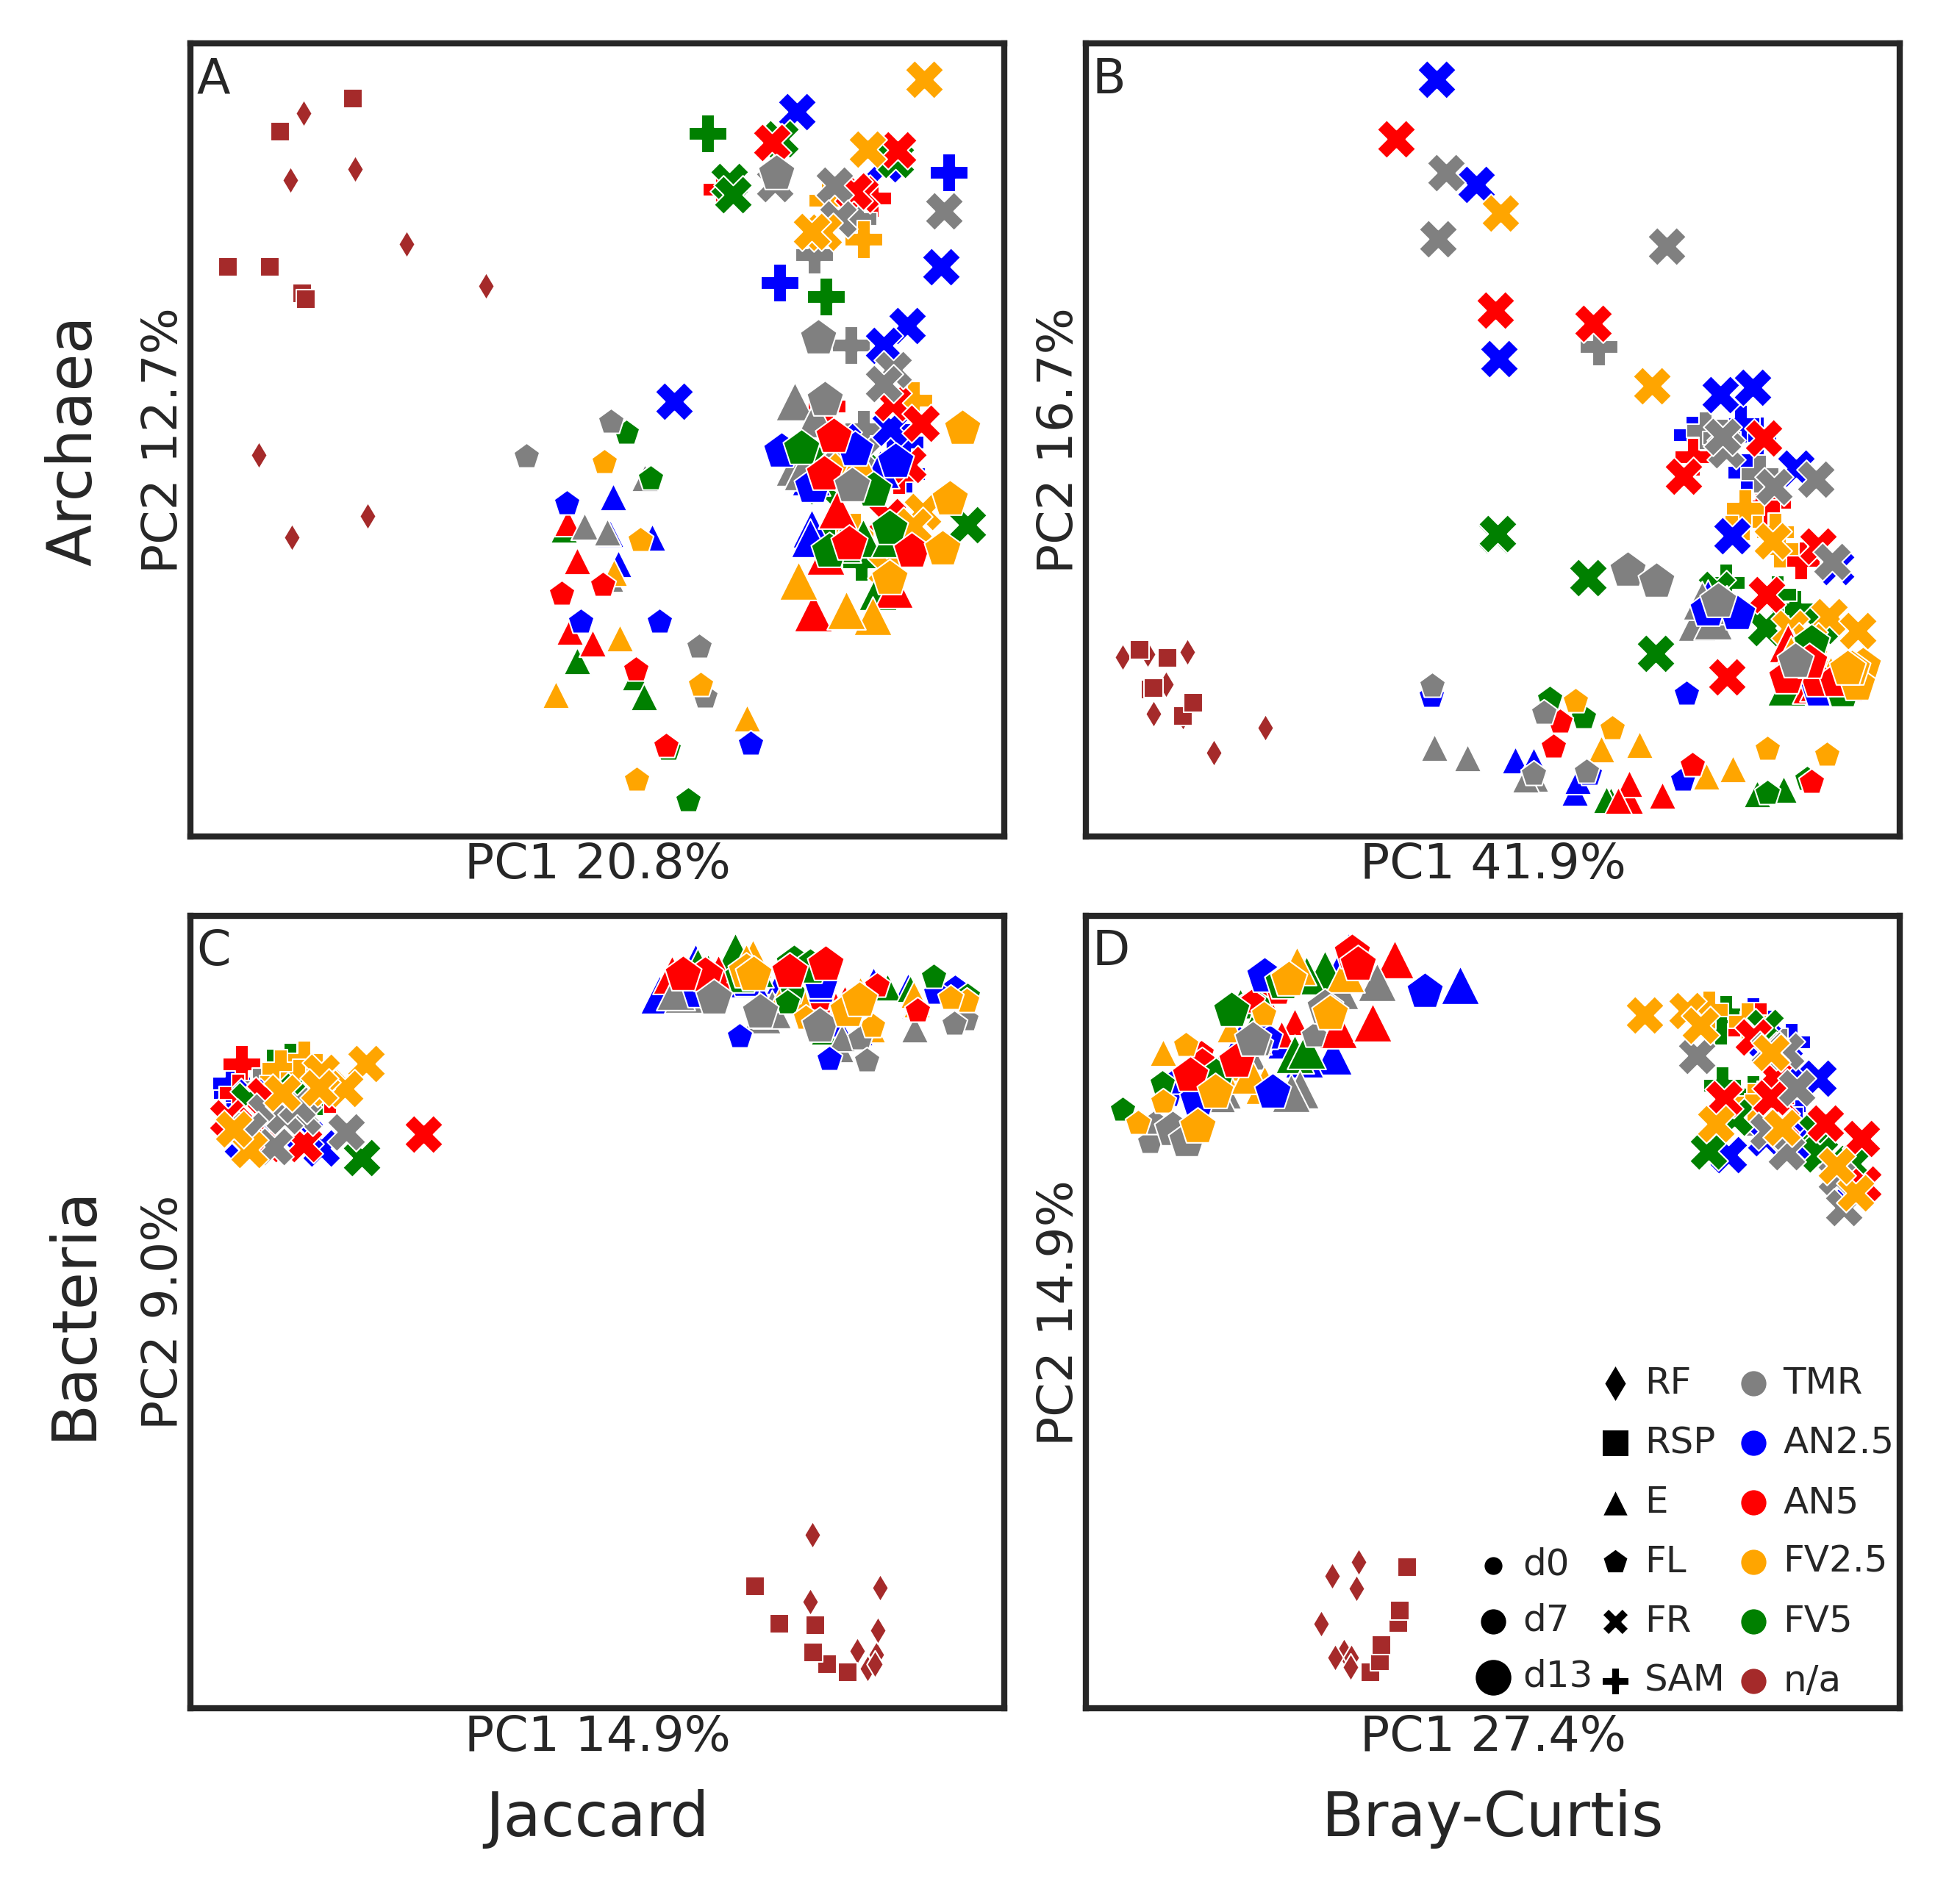 A
B
Archaea
PC2 12.7%
PC2 16.7%
PC1 20.8%
PC1 41.9%
C
D
Bacteria
PC2 9.0%
PC2 14.9%
RF
TMR
RSP
AN2.5
E
AN5
d0
FL
FV2.5
d7
FR
FV5
d13
SAM
n/a
PC1 14.9%
PC1 27.4%
Jaccard
Bray-Curtis